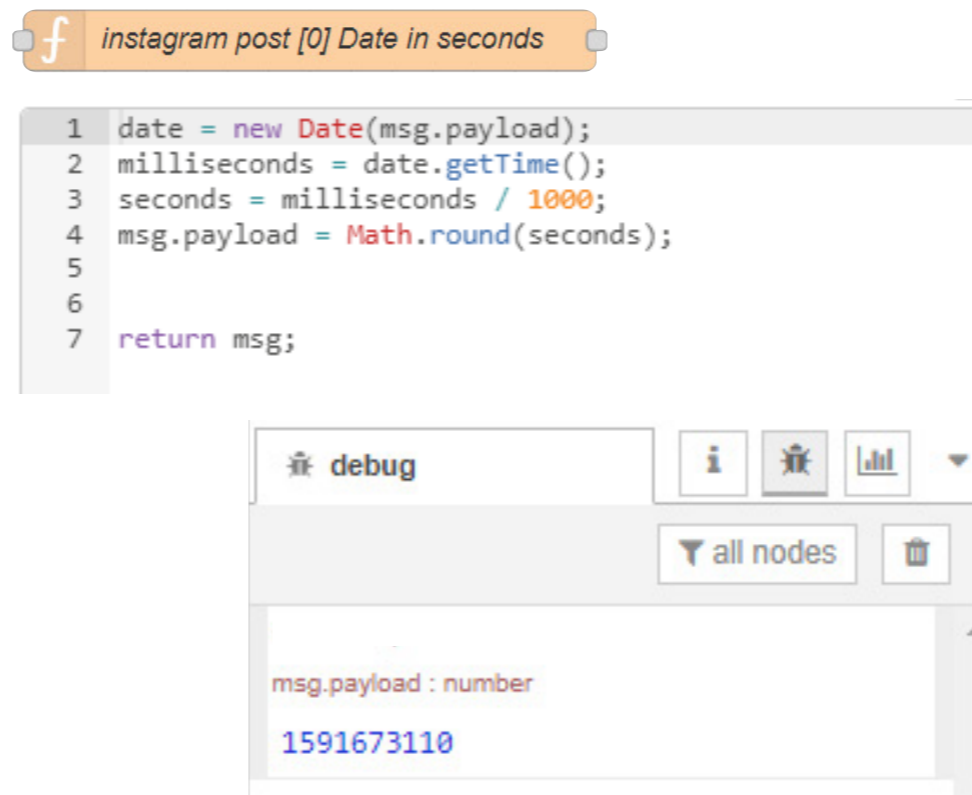 f instagram post [0] Date in seconds
1 date = new Date(msg.payload);
2 milliseconds = date.getTime();
3 seconds = milliseconds / 1000;
4 msg.payload = Math.round(seconds);
5
6
7 return msg;
debug i
all nodes
msg.payload : number
1591673110